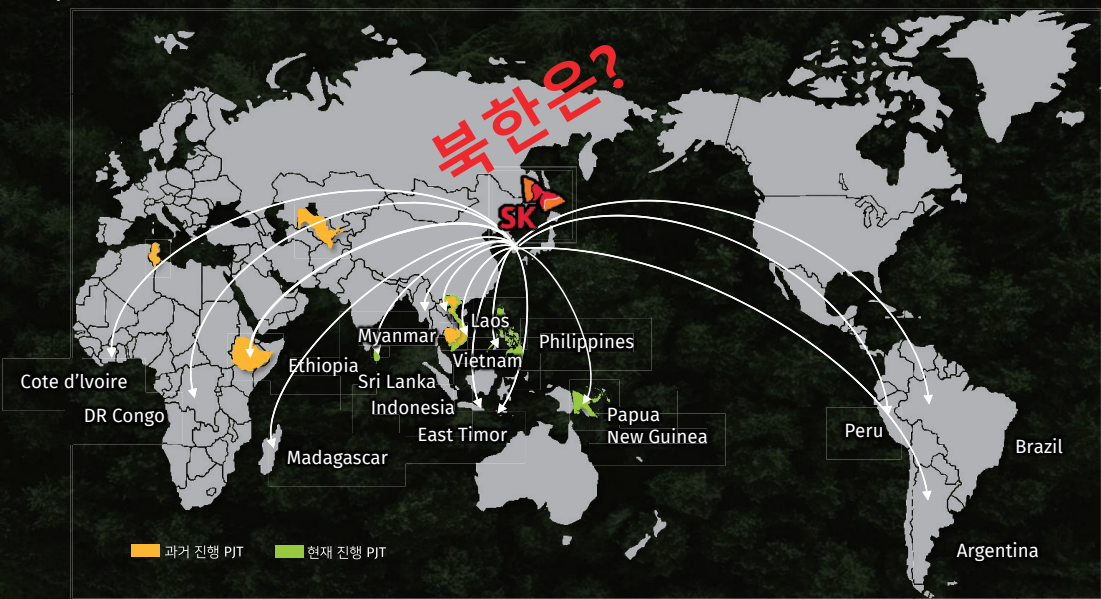 북한은?
SK
Laos
Myanmar
Philippines
Vietnam
Ethiopia
Cote d’Ivoire
Sri Lanka
Indonesia
DR Congo
Papua
New Guinea
East Timor
Peru
Brazil
Madagascar
과거 진행 PJT
현재 진행 PJT
Argentina